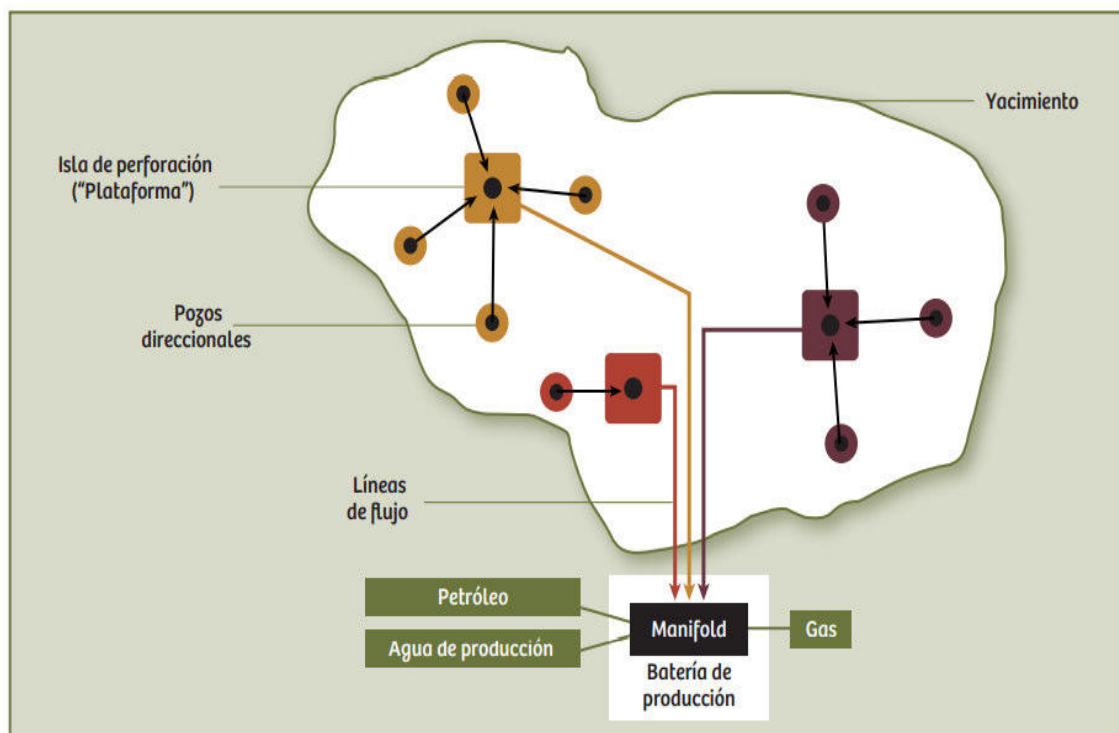 Yacimiento
Isla de perforación
(“Plataforma”)
Pozos
direccionales
Líneas
de flujo
Petróleo
Agua de producción
Manifold
Gas
Batería de
producción